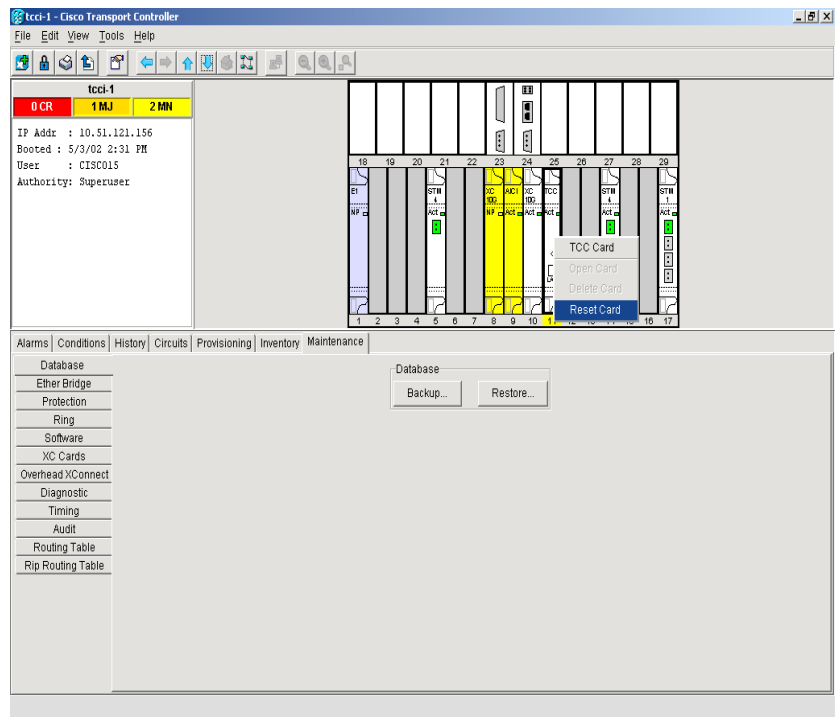 tcci-1 - Cisco Transport Controller
File Edit View Tools Help
tcci-1
0 CR 1 MJ 2 MN
IP Addr : 10.51.121.156
Booted : 5/3/02 2:31 PM
User : CISCO15
Authority: Superuser
18 19 20 21 22 23 24 25 26 27 28 29
E1 STM 4 XC 10G AICI XC 10G TCC STM 4 STM 1
NP Act NP Act Act Act Act Act
TCC Card
Open Card
Delete Card
Reset Card
1 2 3 4 5 6 7 8 9 10 16 17
Alarms Conditions History Circuits Provisioning Inventory Maintenance
Database
Ether Bridge
Protection
Ring
Software
XC Cards
Overhead XConnect
Diagnostic
Timing
Audit
Routing Table
Rip Routing Table
Database
Backup... Restore...